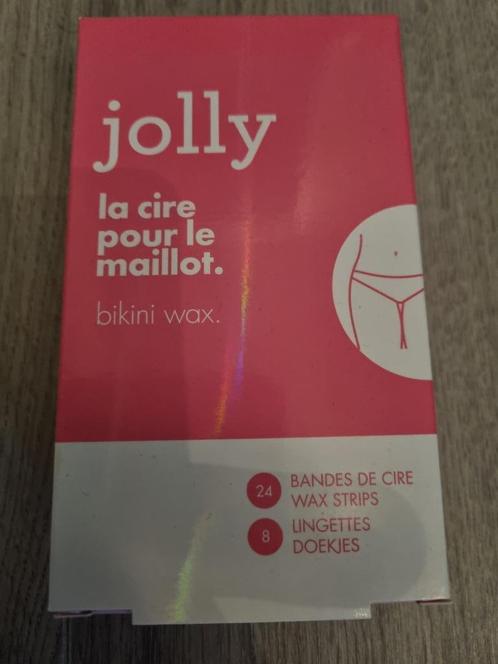 jolly
la cire
pour le
maillot.
bikini wax.
24
BANDES DE CIRE
WAX STRIPS
8
LINGETTES
DOEKJES